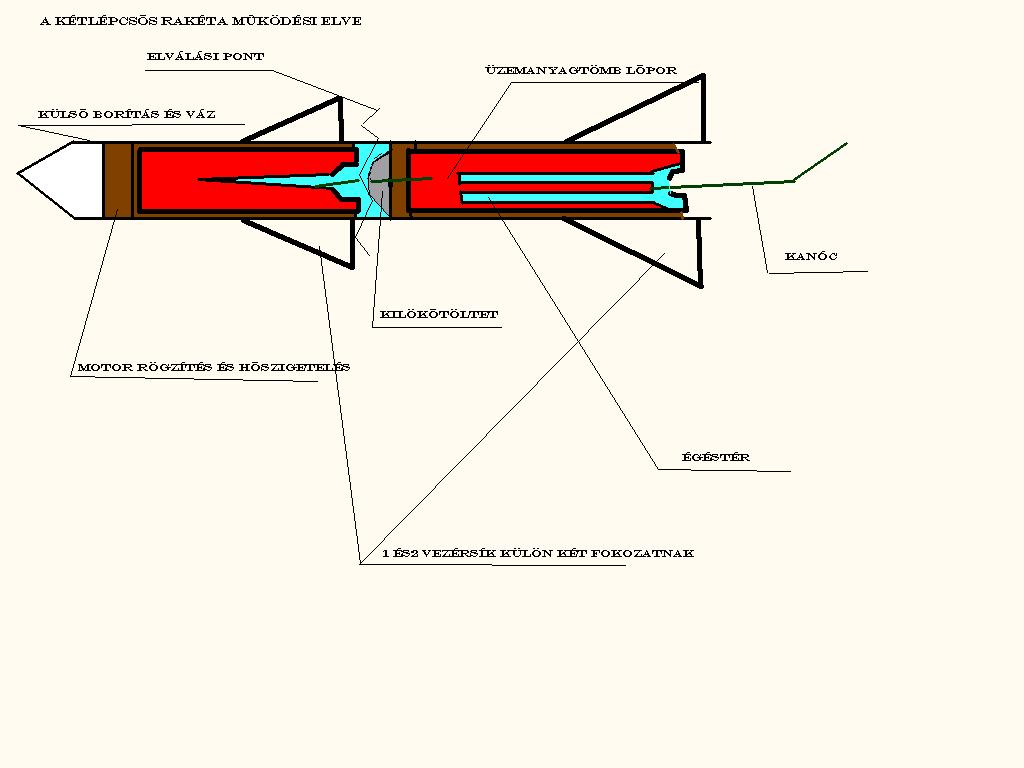 A KÉTLÉPCSŐS RAKÉTA MŰKÖDÉSI ELVE
ELVÁLÁSI PONT
ÜZEMANYAGTÖMB LŐPOR
KÜLSŐ BORÍTÁS ÉS VÁZ
KANÓC
KILÖKŐTÖLTET
MOTOR RÖGZÍTÉS ÉS HŐSZIGETELÉS
ÉGÉSTÉR
1 ÉS2 VEZÉRSÍK KÜLÖN KÉT FOKOZATNAK